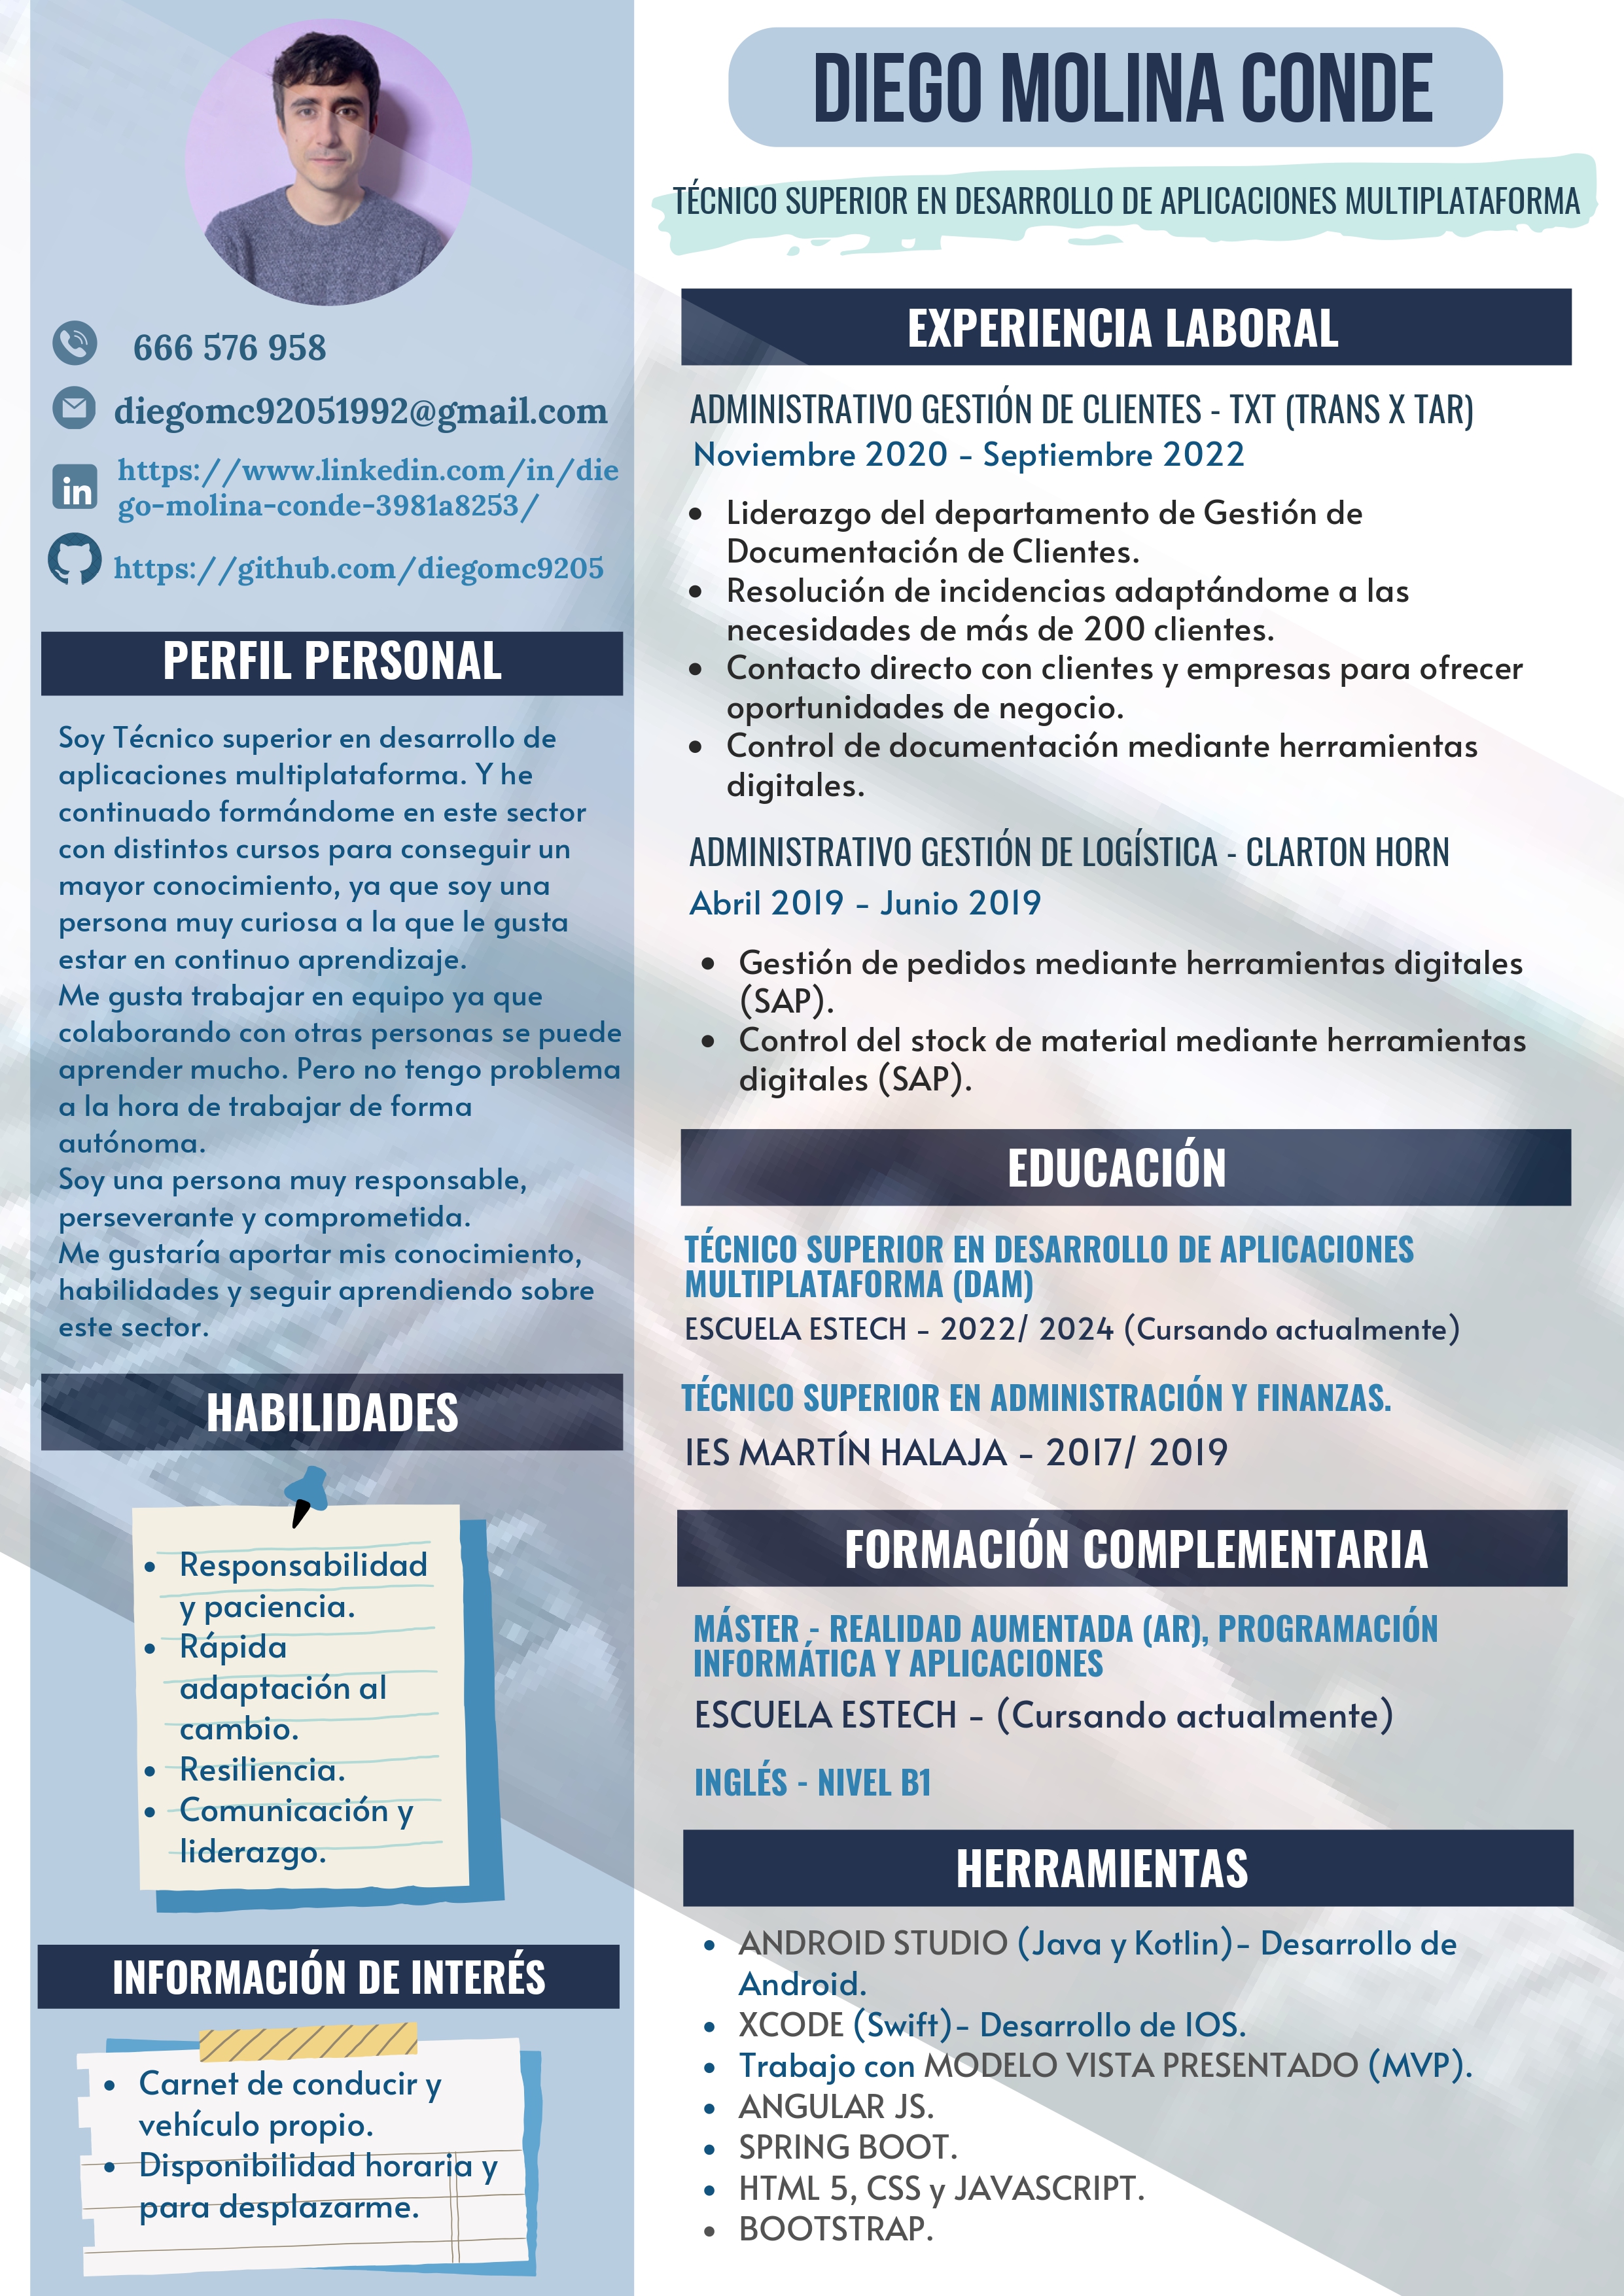 DIEGO MOLINA CONDE
TÉCNICO SUPERIOR EN DESARROLLO DE APLICACIONES MULTIPLATAFORMA
666 576 958
diegomc92051992@gmail.com
in
https://www.linkedin.com/in/die
go-molina-conde-3981a8253/
https://github.com/diegomc9205
PERFIL PERSONAL
Soy Técnico superior en desarrollo de
aplicaciones multiplataforma. Y he
continuado formándome en este sector
con distintos cursos para conseguir un
mayor conocimiento, ya que soy una
persona muy curiosa a la que le gusta
estar en continuo aprendizaje.
Me gusta trabajar en equipo ya que
colaborando con otras personas se puede
aprender mucho. Pero no tengo problema
a la hora de trabajar de forma
autónoma.
Soy una persona muy responsable,
perseverante y comprometida.
Me gustaría aportar mis conocimiento,
habilidades y seguir aprendiendo sobre
este sector.
HABILIDADES
• Responsabilidad
y paciencia.
• Rápida
adaptación al
cambio.
• Resiliencia.
• Comunicación y
liderazgo.
INFORMACIÓN DE INTERÉS
• Carnet de conducir y
vehículo propio.
• Disponibilidad horaria y
para desplazarme.
EXPERIENCIA LABORAL
ADMINISTRATIVO GESTIÓN DE CLIENTES - TXT (TRANS X TAR)
Noviembre 2020 - Septiembre 2022
• Liderazgo del departamento de Gestión de
Documentación de Clientes.
• Resolución de incidencias adaptándome a las
necesidades de más de 200 clientes.
• Contacto directo con clientes y empresas para ofrecer
oportunidades de negocio.
• Control de documentación mediante herramientas
digitales.
ADMINISTRATIVO GESTIÓN DE LOGÍSTICA - CLARTON HORN
Abril 2019 - Junio 2019
• Gestión de pedidos mediante herramientas digitales
(SAP).
• Control del stock de material mediante herramientas
digitales (SAP).
EDUCACIÓN
TÉCNICO SUPERIOR EN DESARROLLO DE APLICACIONES
MULTIPLATAFORMA (DAM)
ESCUELA ESTECH - 2022/ 2024 (Cursando actualmente)
TÉCNICO SUPERIOR EN ADMINISTRACIÓN Y FINANZAS.
IES MARTÍN HALAJA - 2017/ 2019
FORMACIÓN COMPLEMENTARIA
MÁSTER - REALIDAD AUMENTADA (AR), PROGRAMACIÓN
INFORMÁTICA Y APLICACIONES
ESCUELA ESTECH - (Cursando actualmente)
INGLÉS - NIVEL B1
HERRAMIENTAS
• ANDROID STUDIO (Java y Kotlin)- Desarrollo de
Android.
• XCODE (Swift)- Desarrollo de IOS.
• Trabajo con MODELO VISTA PRESENTADO (MVP).
• ANGULAR JS.
• SPRING BOOT.
• HTML 5, CSS y JAVASCRIPT.
• BOOTSTRAP.